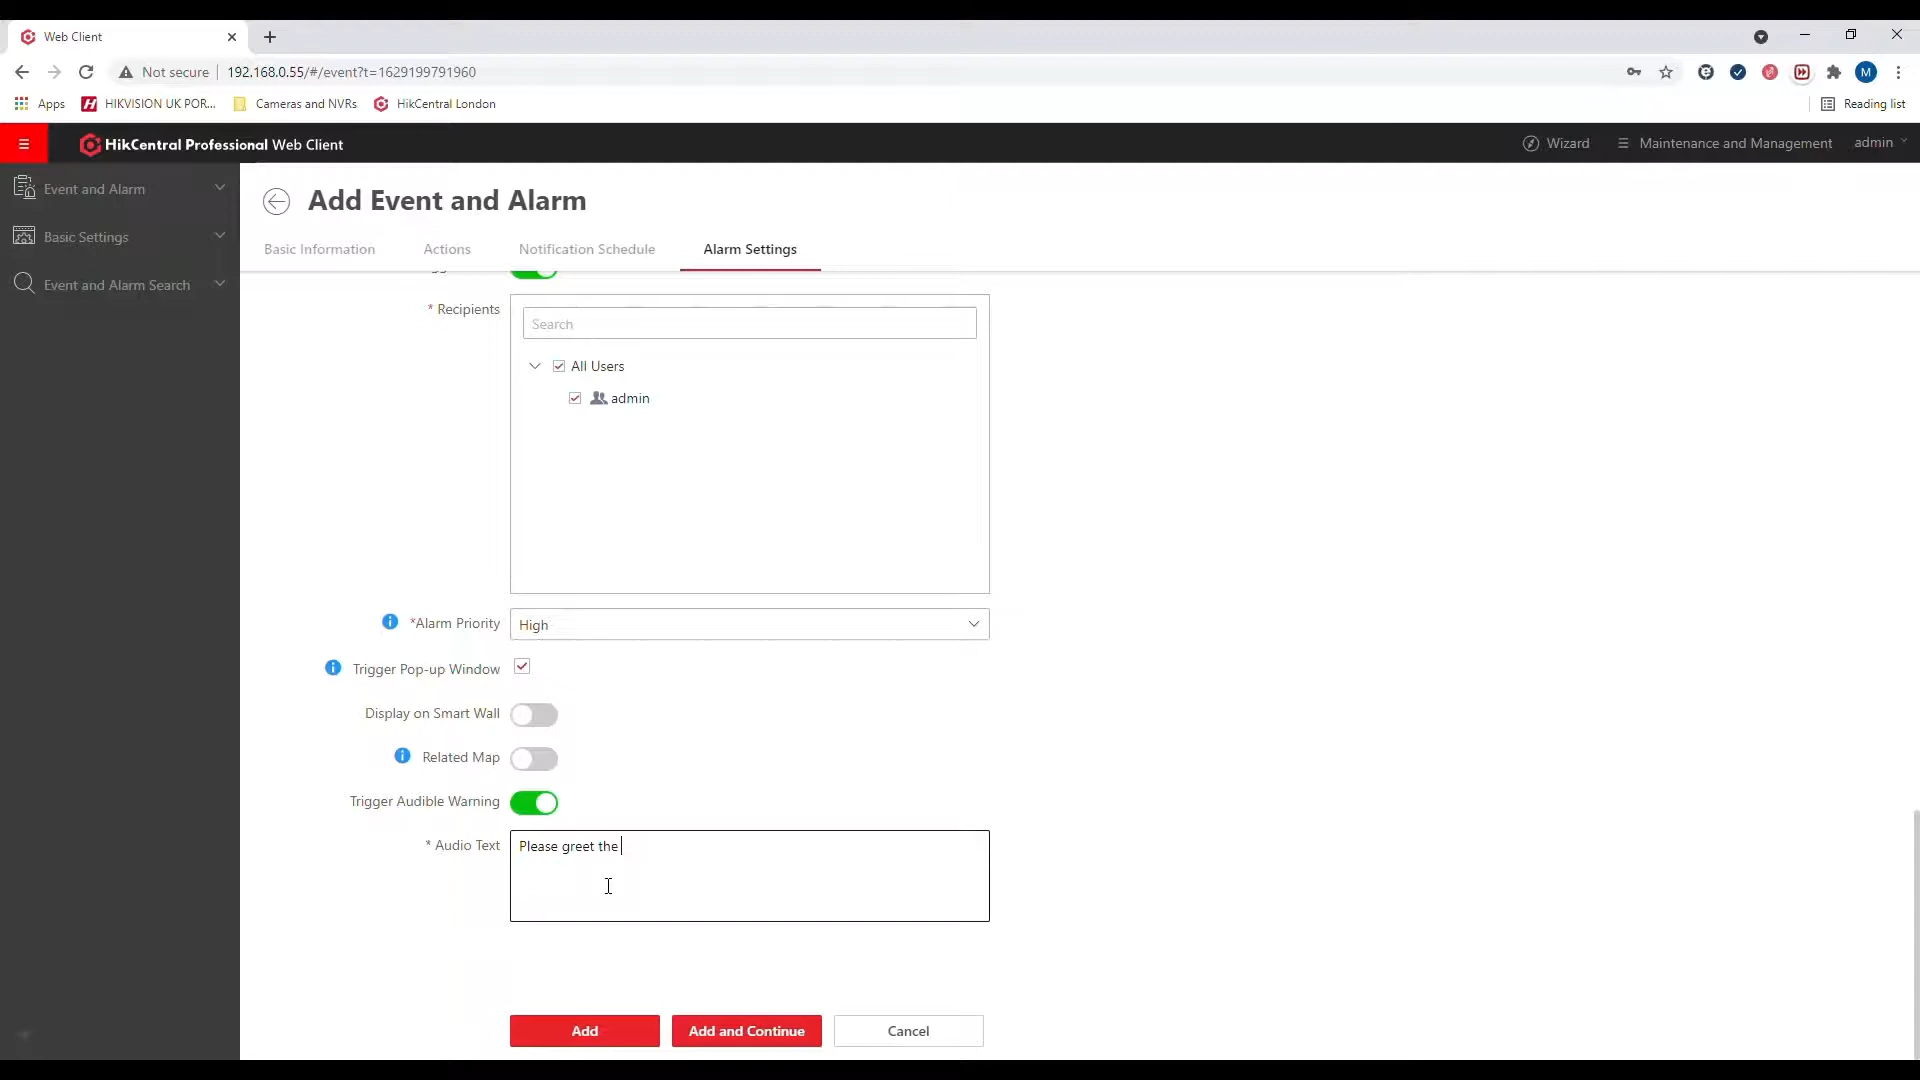 Web Client
Not secure
192.168.0.55/#/event?t=1629199791960
M
Apps
HIKVISION UK POR...
Cameras and NVRs
HikCentral London
Reading list
HikCentral Professional Web Client
Wizard
Maintenance and Management
admin
Event and Alarm
Basic Settings
Event and Alarm Search
Add Event and Alarm
Basic Information
Actions
Notification Schedule
Alarm Settings
* Recipients
Search
All Users
admin
*Alarm Priority
High
Trigger Pop-up Window
Display on Smart Wall
Related Map
Trigger Audible Warning
* Audio Text
Please greet the
Add
Add and Continue
Cancel